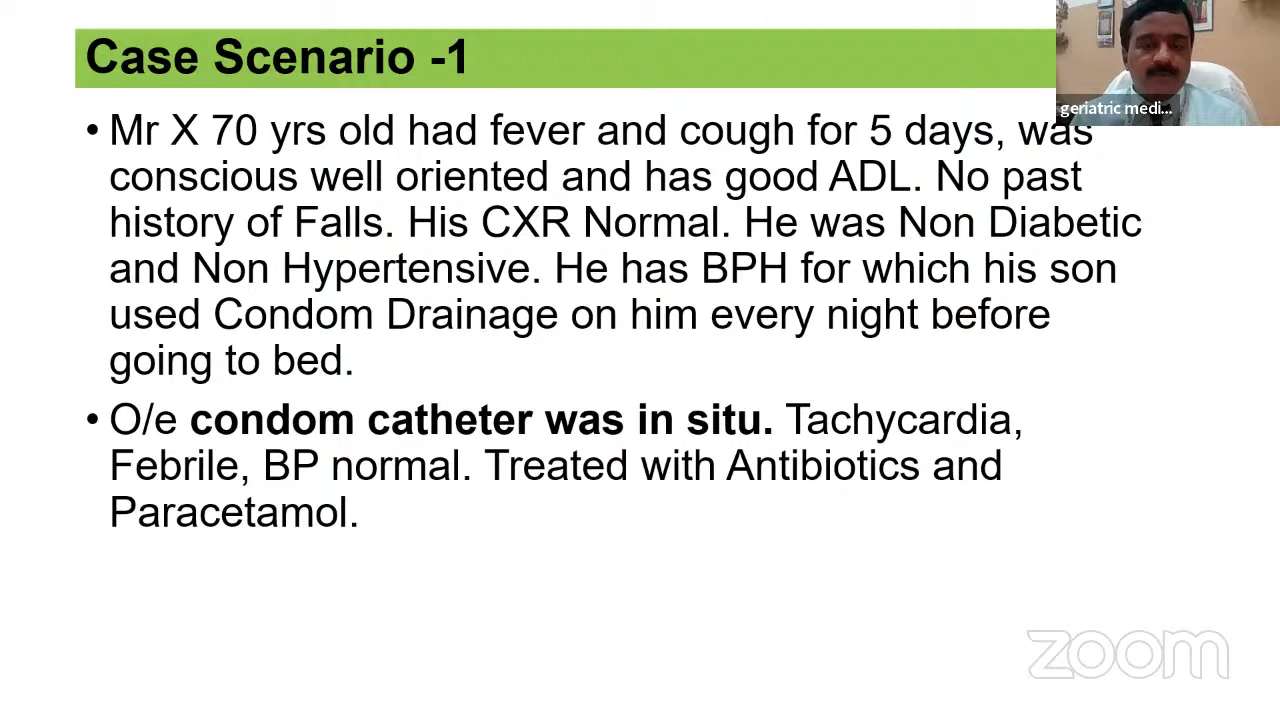 Case Scenario -1
geriatric medi...
• Mr X 70 yrs old had fever and cough for 5 days, was
conscious well oriented and has good ADL. No past
history of Falls. His CXR Normal. He was Non Diabetic
and Non Hypertensive. He has BPH for which his son
used Condom Drainage on him every night before
going to bed.
• O/e condom catheter was in situ. Tachycardia,
Febrile, BP normal. Treated with Antibiotics and
Paracetamol.
zoom